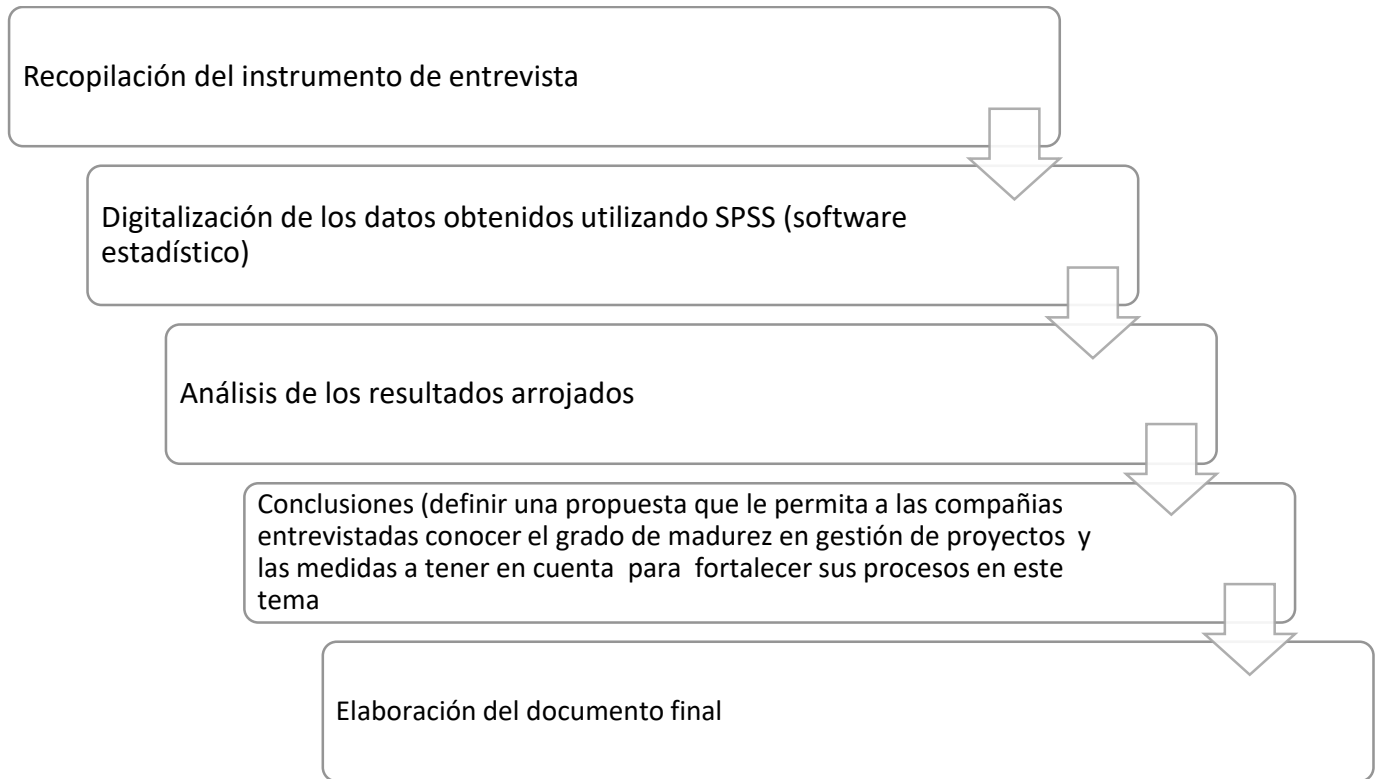 Recopilación del instrumento de entrevista
Digitalización de los datos obtenidos utilizando SPSS (software
estadístico)
Análisis de los resultados arrojados
Conclusiones (definir una propuesta que le permita a las compañias
entrevistadas conocer el grado de madurez en gestión de proyectos y
las medidas a tener en cuenta para fortalecer sus procesos en este
tema
Elaboración del documento final